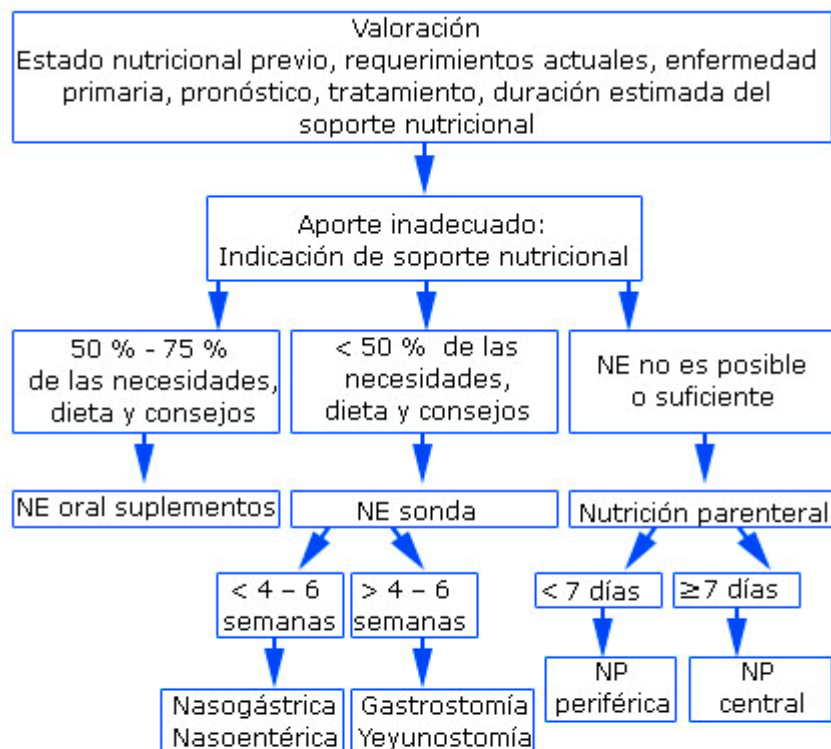 Valoración
Estado nutricional previo, requerimientos actuales, enfermedad
primaria, pronóstico, tratamiento, duración estimada del
soporte nutricional
Aporte inadecuado:
Indicación de soporte nutricional
50 % - 75 %
de las necesidades,
dieta y consejos
< 50 % de las
necesidades,
dieta y consejos
NE no es posible
o suficiente
NE oral suplementos
NE sonda
Nutrición parenteral
< 4 – 6
semanas
> 4 – 6
semanas
< 7 días
≥7 días
Nasogástrica
Nasoentérica
Gastrostomía
Yeyunostomía
NP
periférica
NP
central